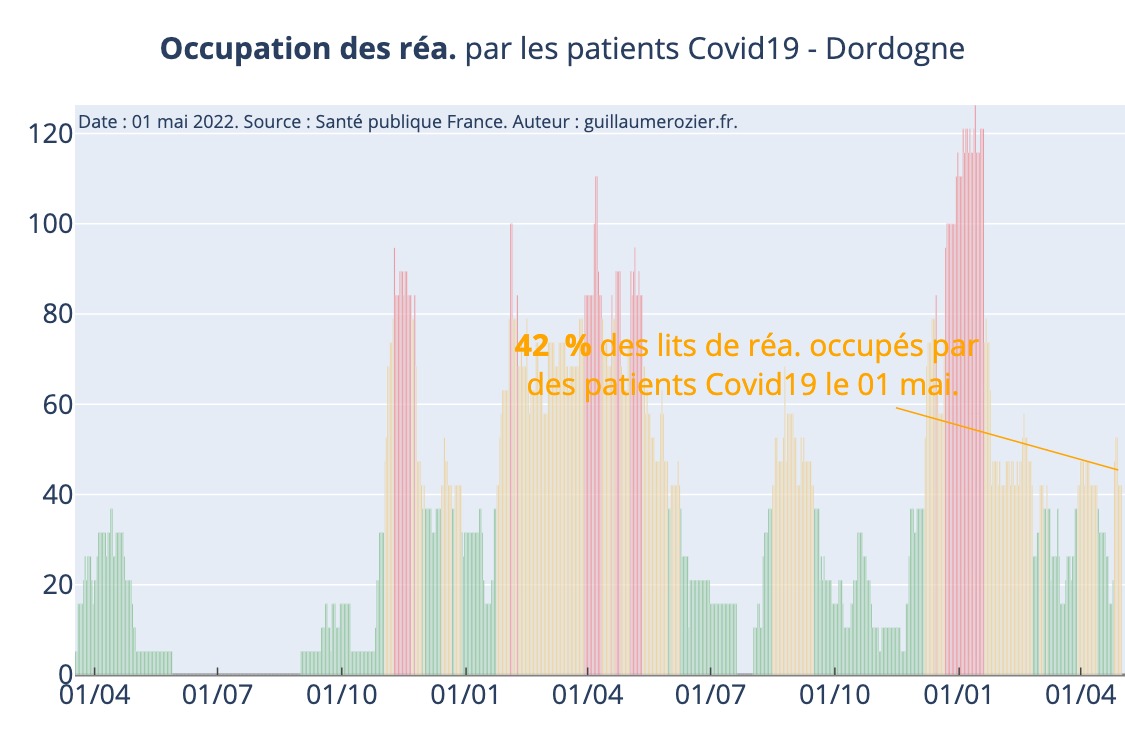 Occupation des réa. par les patients Covid19 - Dordogne
Date : 01 mai 2022. Source : Santé publique France. Auteur : guillaumerozier.fr.
120
100
80
42 % des lits de réa. occupés par
des patients Covid19 le 01 mai.
60
40
20
0
01/04 01/07 01/10 01/01 01/04 01/07 01/10 01/01 01/04